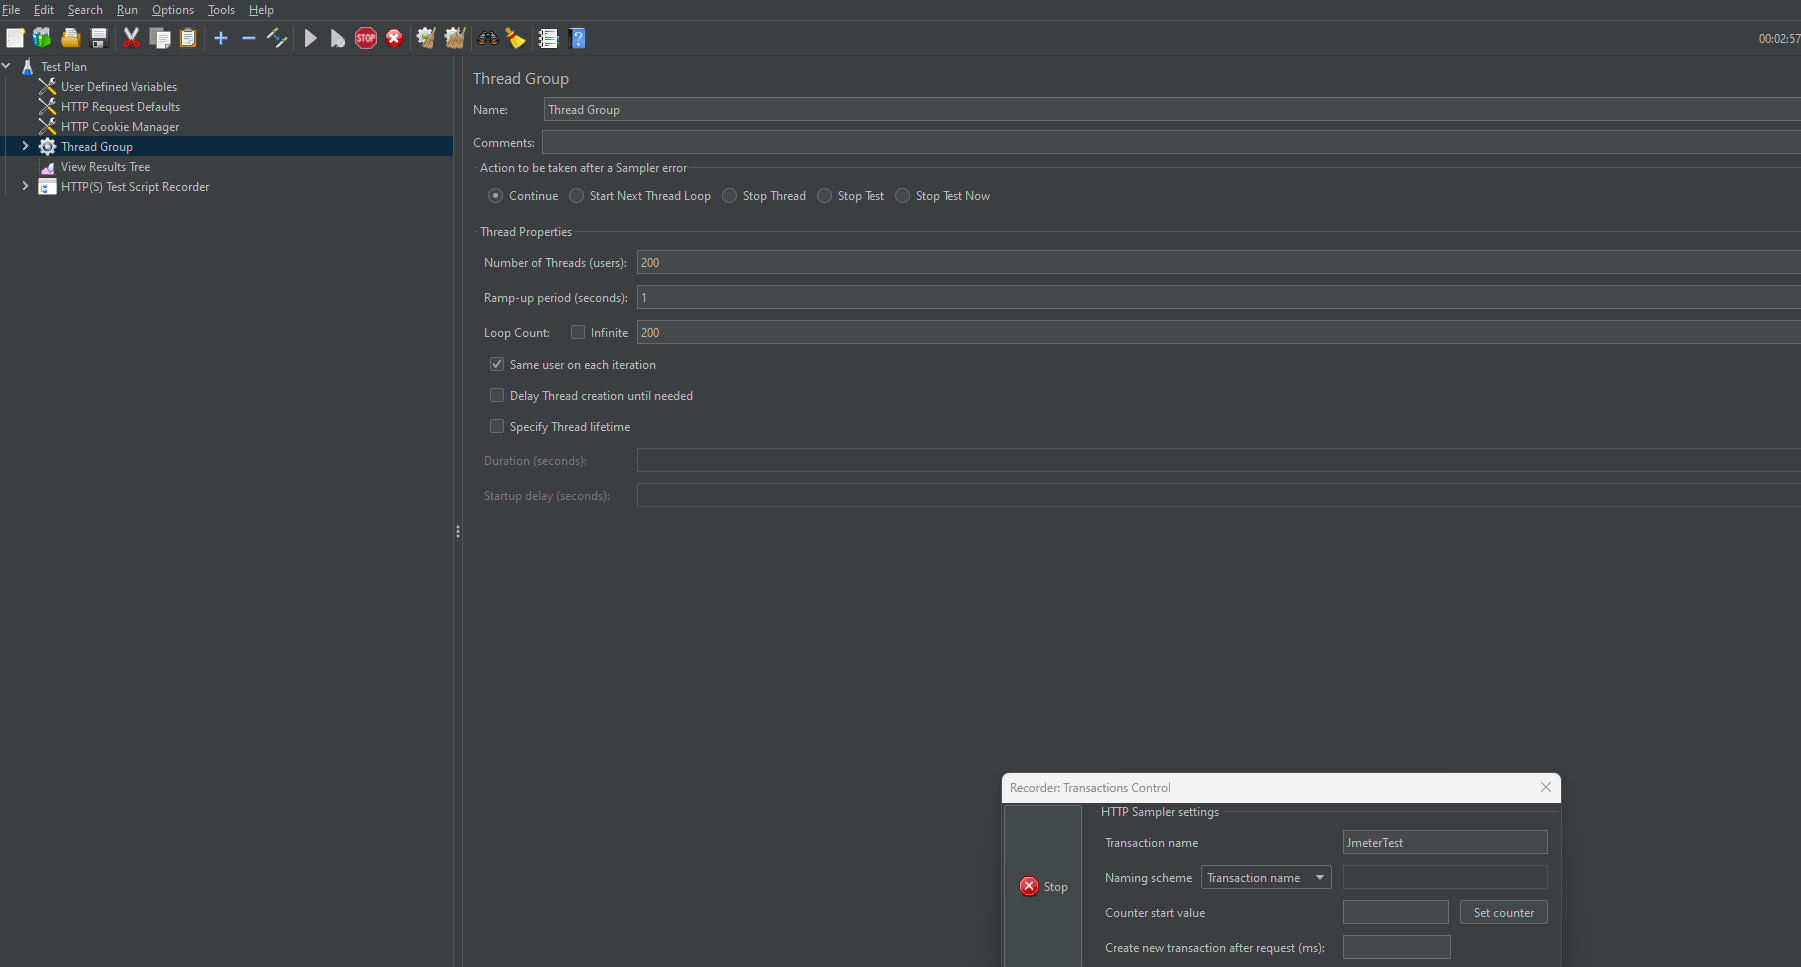 File Edit Search Run Options Tools Help
STOP
?
00:02:57
Test Plan
User Defined Variables
HTTP Request Defaults
HTTP Cookie Manager
Thread Group
View Results Tree
HTTP(S) Test Script Recorder
Thread Group
Name: Thread Group
Comments:
Action to be taken after a Sampler error
Continue Start Next Thread Loop Stop Thread Stop Test Stop Test Now
Thread Properties
Number of Threads (users): 200
Ramp-up period (seconds): 1
Loop Count: Infinite 200
Same user on each iteration
Delay Thread creation until needed
Specify Thread lifetime
Duration (seconds):
Startup delay (seconds):
Recorder: Transactions Control
Stop
HTTP Sampler settings
Transaction name JmeterTest
Naming scheme Transaction name
Counter start value Set counter
Create new transaction after request (ms):